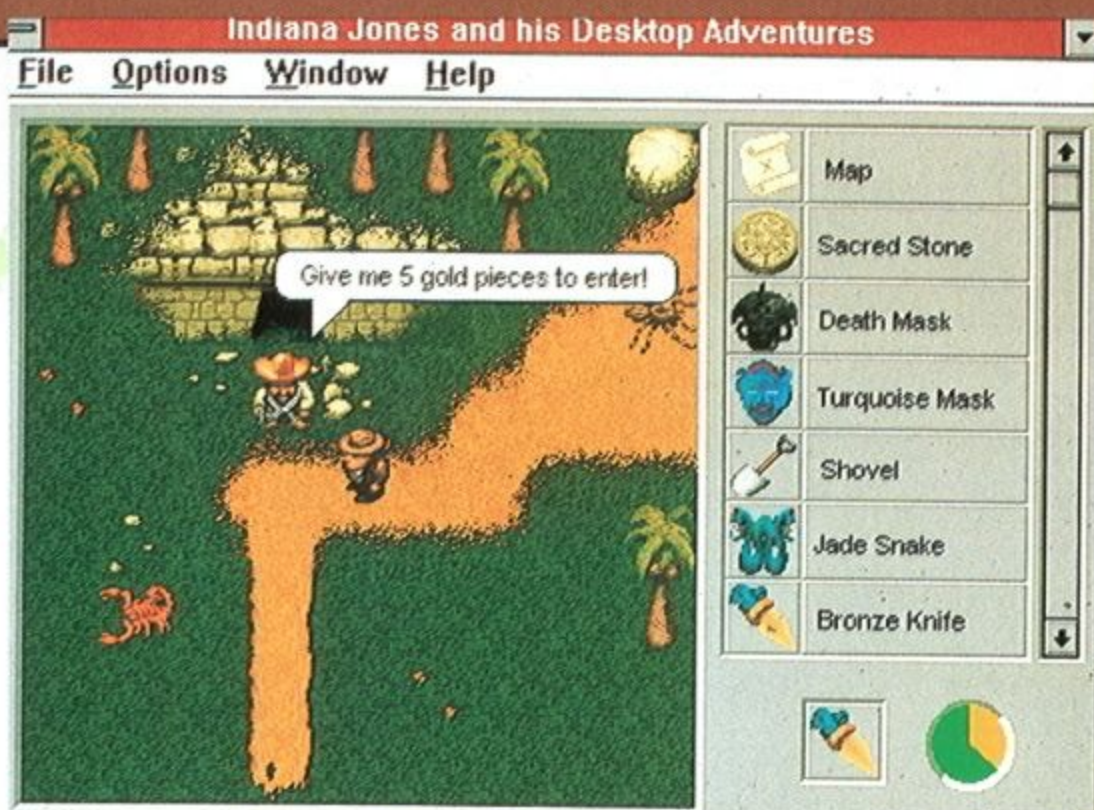 Indiana Jones and his Desktop Adventures
File Options Window Help
Give me 5 gold pieces to enter!
Map
Sacred Stone
Death Mask
Turquoise Mask
Shovel
Jade Snake
Bronze Knife